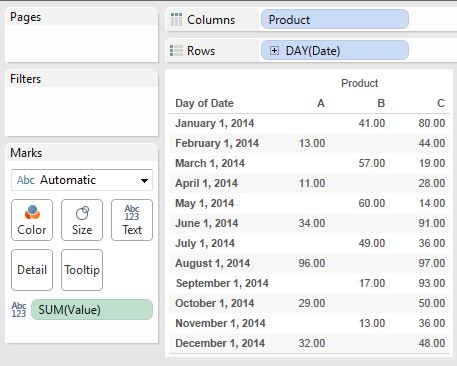 Pages
Columns Product
Rows DAY(Date)
Filters
Product
Day of Date A B C
January 1, 2014 41.00 80.00
February 1, 2014 13.00 44.00
March 1, 2014 57.00 19.00
April 1, 2014 11.00 28.00
May 1, 2014 60.00 14.00
June 1, 2014 34.00 91.00
July 1, 2014 49.00 36.00
August 1, 2014 96.00 97.00
September 1, 2014 17.00 93.00
October 1, 2014 29.00 50.00
November 1, 2014 13.00 36.00
December 1, 2014 32.00 48.00
Marks
Abc Automatic
Abc
123
Color Size Text
Detail Tooltip
Abc
123 SUM(Value)